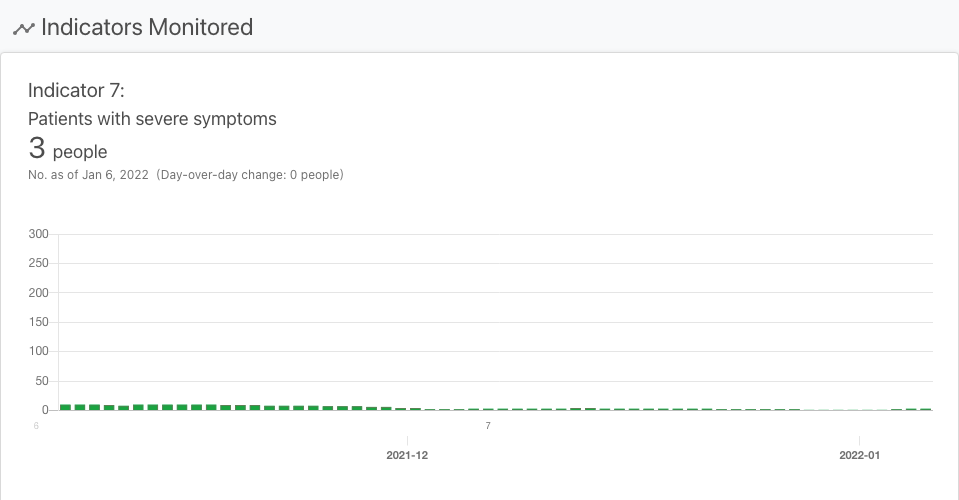 Indicators Monitored
Indicator 7:
Patients with severe symptoms
3 people
No. as of Jan 6, 2022 (Day-over-day change: 0 people)
300
250
200
150
100
50
0
6 7
2021-12 2022-01